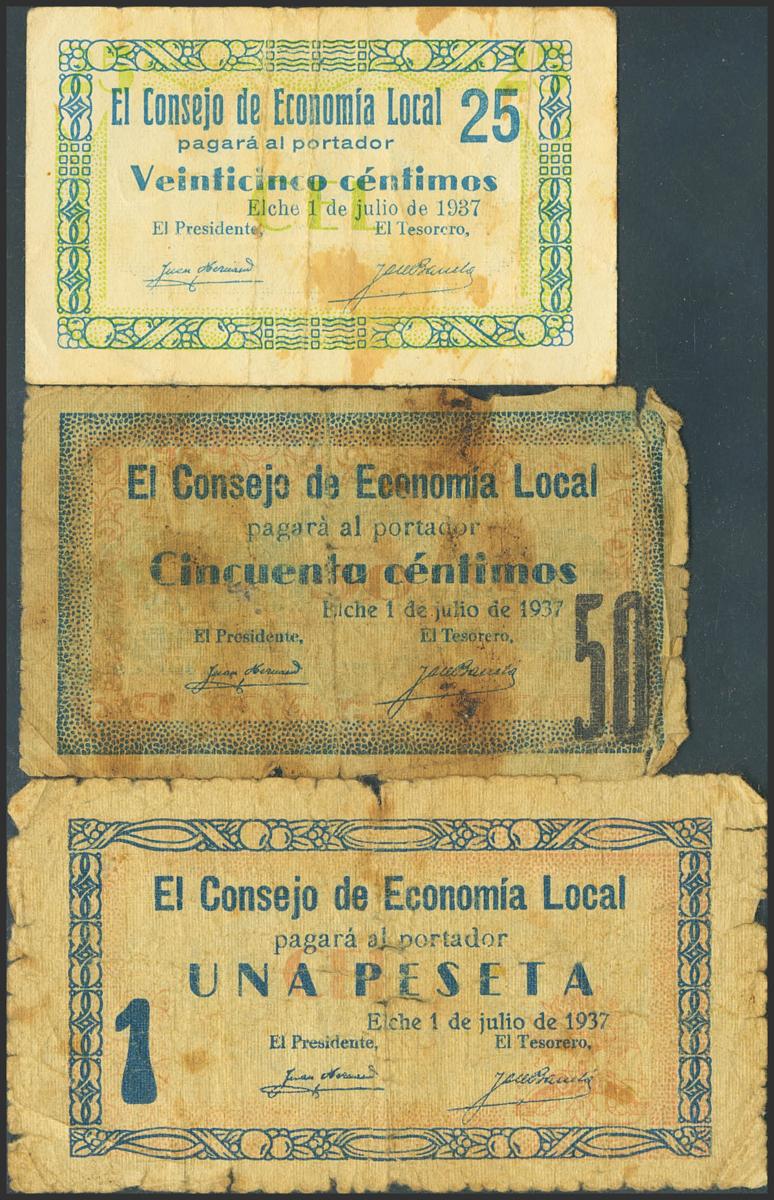 El Consejo de Economía Local 25
pagará al portador
Veinticinco céntimos
Elche 1 de julio de 1937
El Presidente, El Tesorero,
CEL
El Consejo de Economía Local
pagarà al portador
Cincuenta céntimos
Elche 1 de julio de 1937
El Presidente, El Tesorero,
50
El Consejo de Economía Local
pagará al portador
UNA PESETA
Elche 1 de julio de 1937
El Presidente, El Tesorero,
1